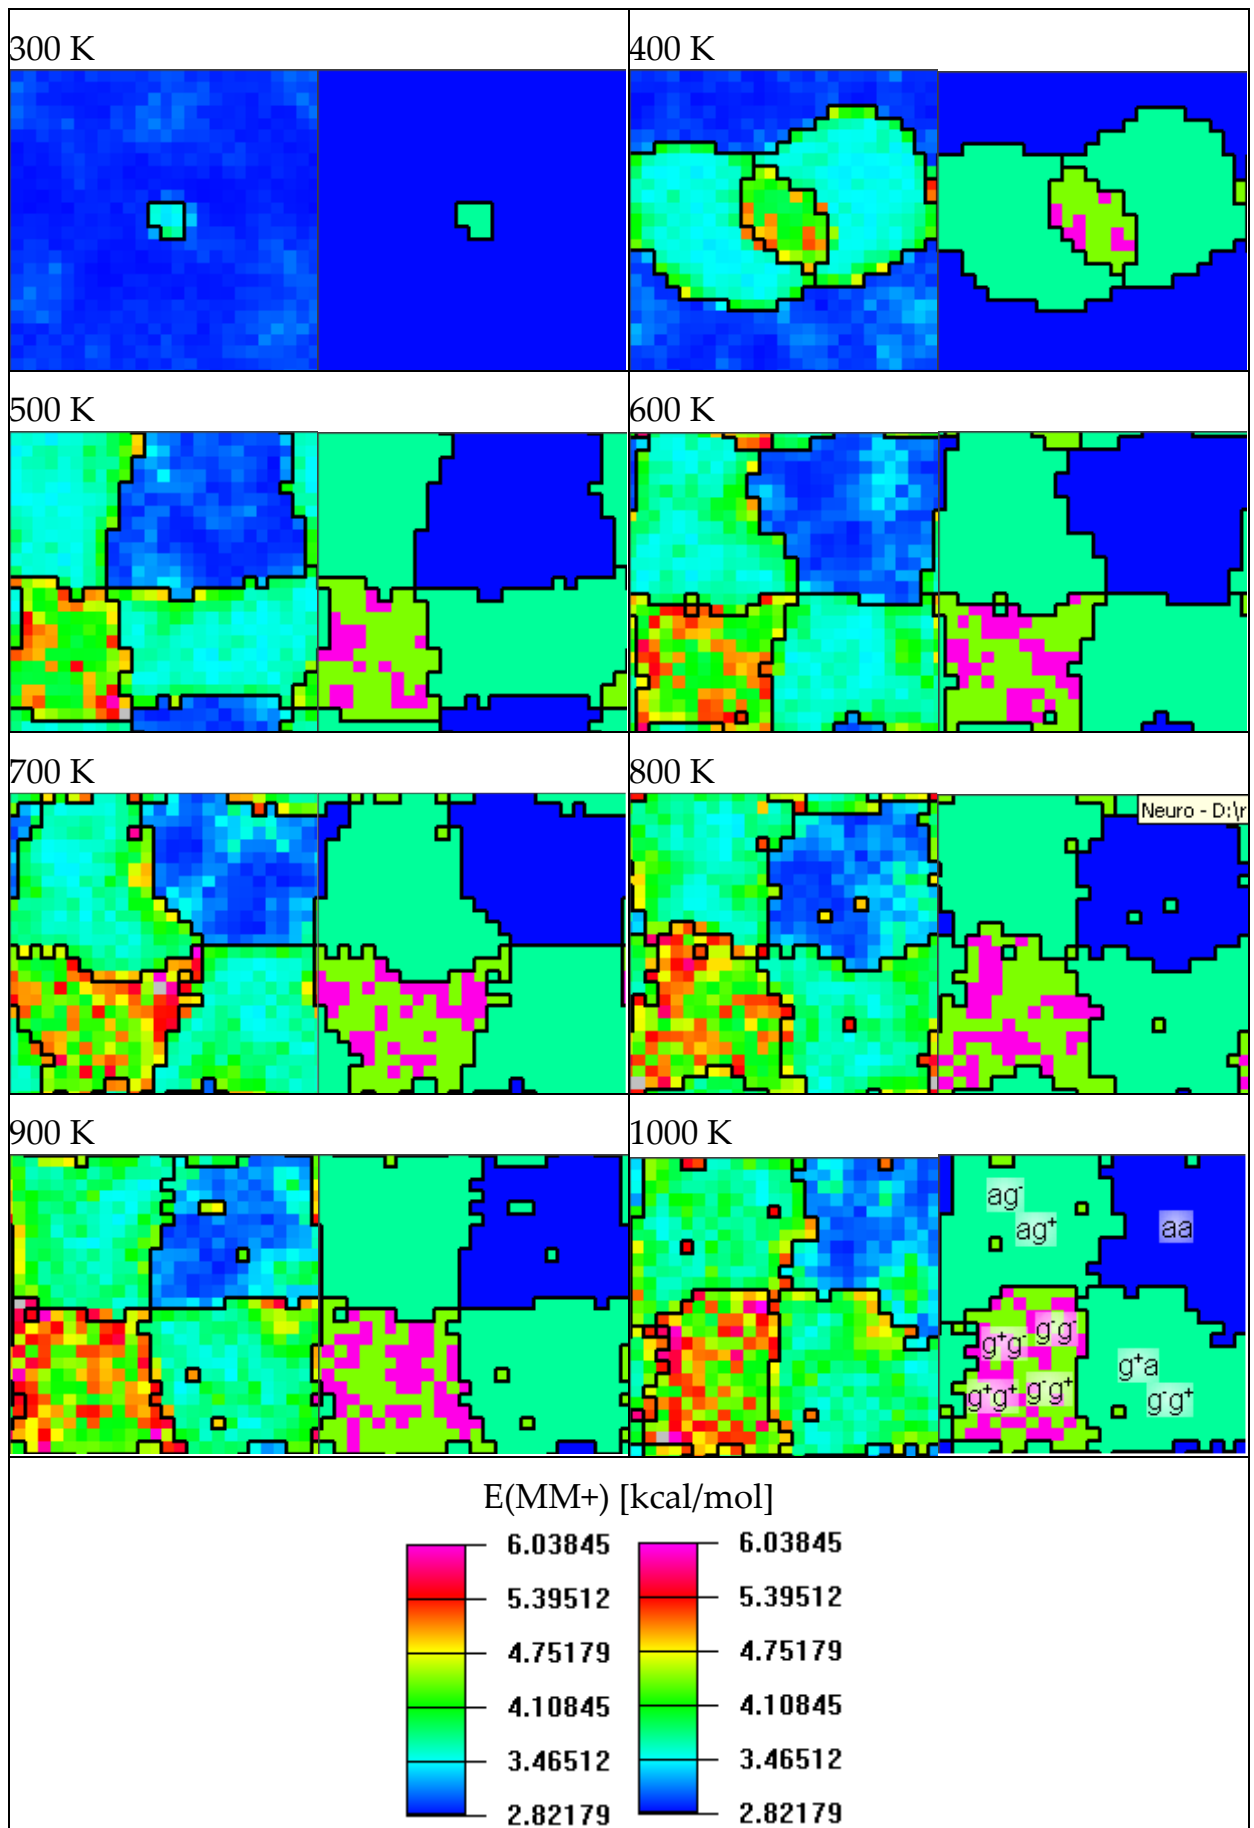 300 K
400 K
500 K
600 K
700 K
800 K
Neuro - D:\r
900 K
1000 K
ag⁻
ag⁺
aa
g⁺g⁻
g⁻g⁻
g⁺g⁺
g⁻g⁺
g⁺a
g⁻g⁺
E(MM+) [kcal/mol]
6.03845 6.03845
5.39512 5.39512
4.75179 4.75179
4.10845 4.10845
3.46512 3.46512
2.82179 2.82179